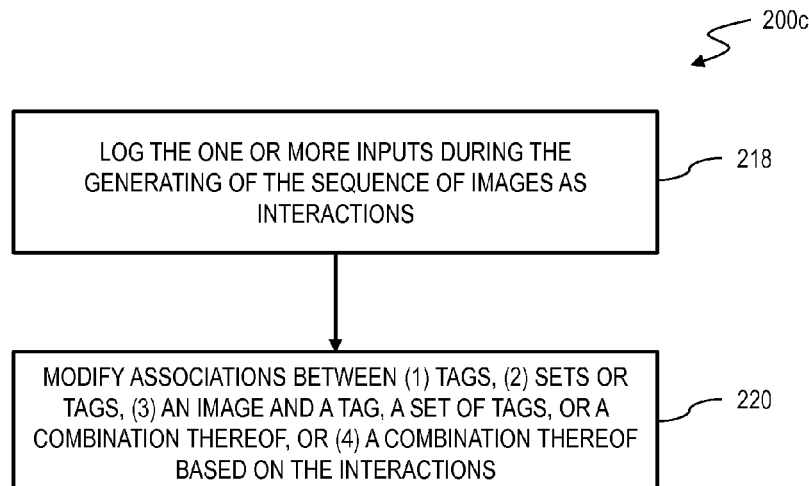 200c
LOG THE ONE OR MORE INPUTS DURING THE
GENERATING OF THE SEQUENCE OF IMAGES AS
INTERACTIONS
218
MODIFY ASSOCIATIONS BETWEEN (1) TAGS, (2) SETS OR
TAGS, (3) AN IMAGE AND A TAG, A SET OF TAGS, OR A
COMBINATION THEREOF, OR (4) A COMBINATION THEREOF
BASED ON THE INTERACTIONS
220